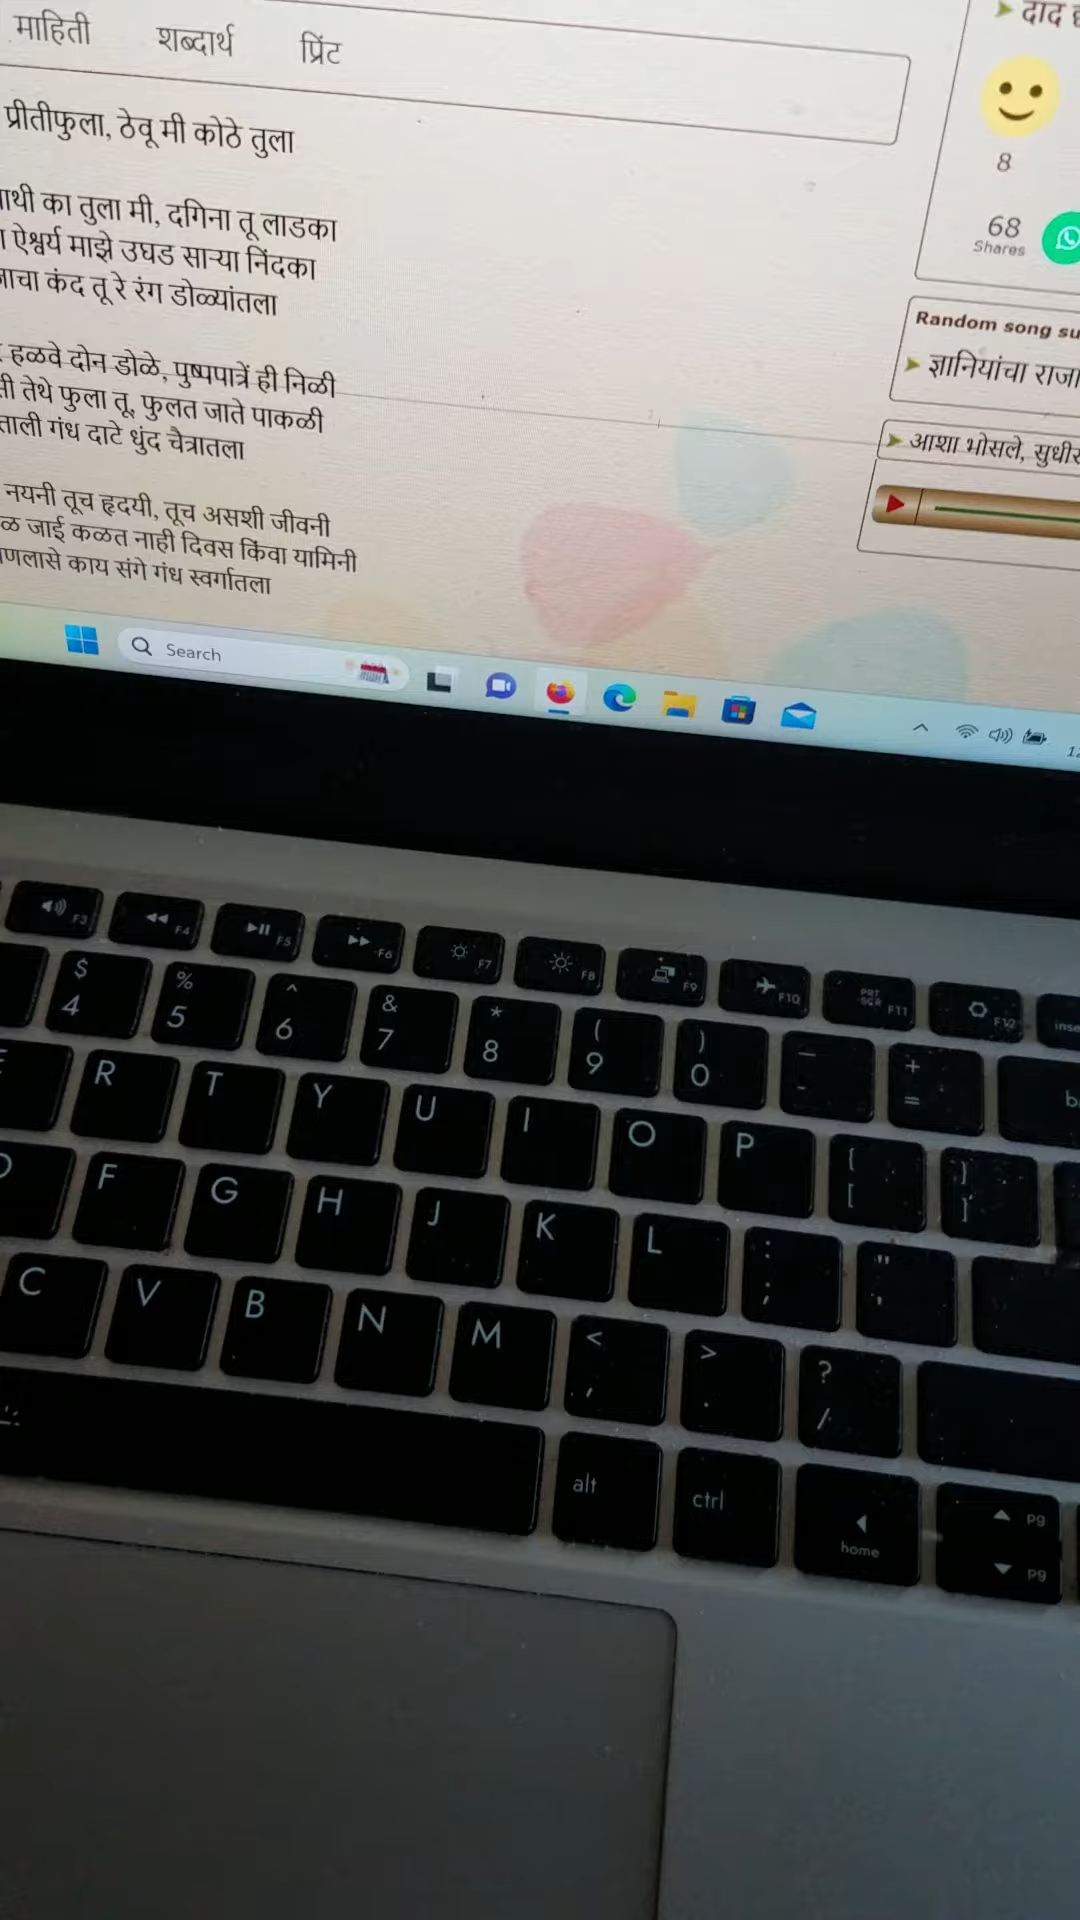 माहिती शब्दार्थ प्रिंट
प्रीतीफुला, ठेवू मी कोठे तुला
का तुला मी, दगिना तू लाडका
ऐश्वर्य माझे उघड साऱ्या निंदका
कंद तू रे रंग डोळ्यांतला
हळवे दोन डोळे, पुष्पपात्रें ही निळी
तेथे फुला तू, फुलत जाते पाकळी
गंध दाटे धुंद चैत्रातला
नयनी तूच हृदयी, तूच असशी जीवनी
जाई कळत नाही दिवस किंवा यामिनी
काय संगे गंध स्वर्गातला
दाद
8
68
Shares
Random song
ज्ञानियांचा राजा
आशा भोसले,
Search
F3 F4 F5 F6 F7 F8 F9 F10 PRT SCR F11 F12
$ % ^ & * ( ) _ +
4 5 6 7 8 9 0 - =
R T Y U I O P { [ } ]
F G H J K L : ; " '
C V B N M < , > . ? /
alt ctrl home pg pg